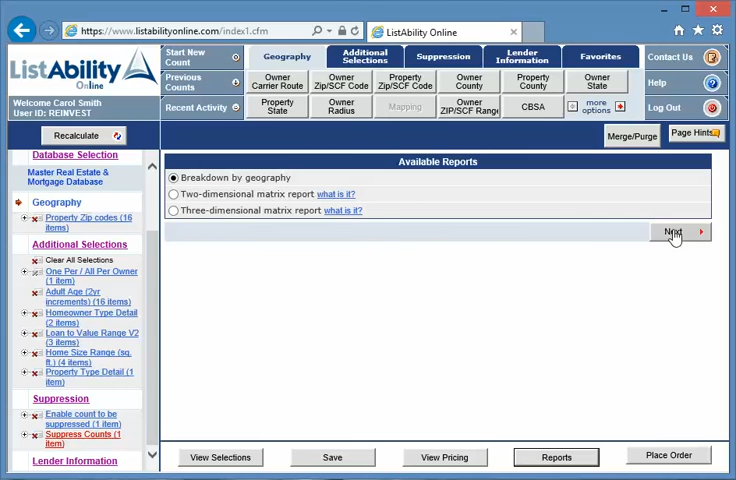 https://www.listabilityonline.com/index1.cfm
ListAbility Online
ListAbility
Online
Welcome Carol Smith
User ID: REINVEST
Start New
Count
Previous
Counts
Recent Activity
Geography
Additional
Selections
Suppression
Lender
Information
Favorites
Owner
Carrier Route
Owner
Zip/SCF Code
Property
Zip/SCF Code
Owner
County
Property
County
Owner
State
Property
State
Owner
Radius
Mapping
Owner
ZIP/SCF Range
CBSA
more
options
Contact Us
Help
Log Out
Recalculate
Merge/Purge
Page Hints
Database Selection
Master Real Estate &
Mortgage Database
Geography
Property Zip codes (16
items)
Additional Selections
Clear All Selections
One Per / All Per Owner
(1 item)
Adult Age (2yr
increments) (16 items)
Homeowner Type Detail
(2 items)
Loan to Value Range V2
(3 items)
Home Size Range (sq.
ft.) (4 items)
Property Type Detail (1
item)
Suppression
Enable count to be
suppressed (1 item)
Suppress Counts (1
item)
Lender Information
Available Reports
Breakdown by geography
Two-dimensional matrix report what is it?
Three-dimensional matrix report what is it?
Next
View Selections
Save
View Pricing
Reports
Place Order